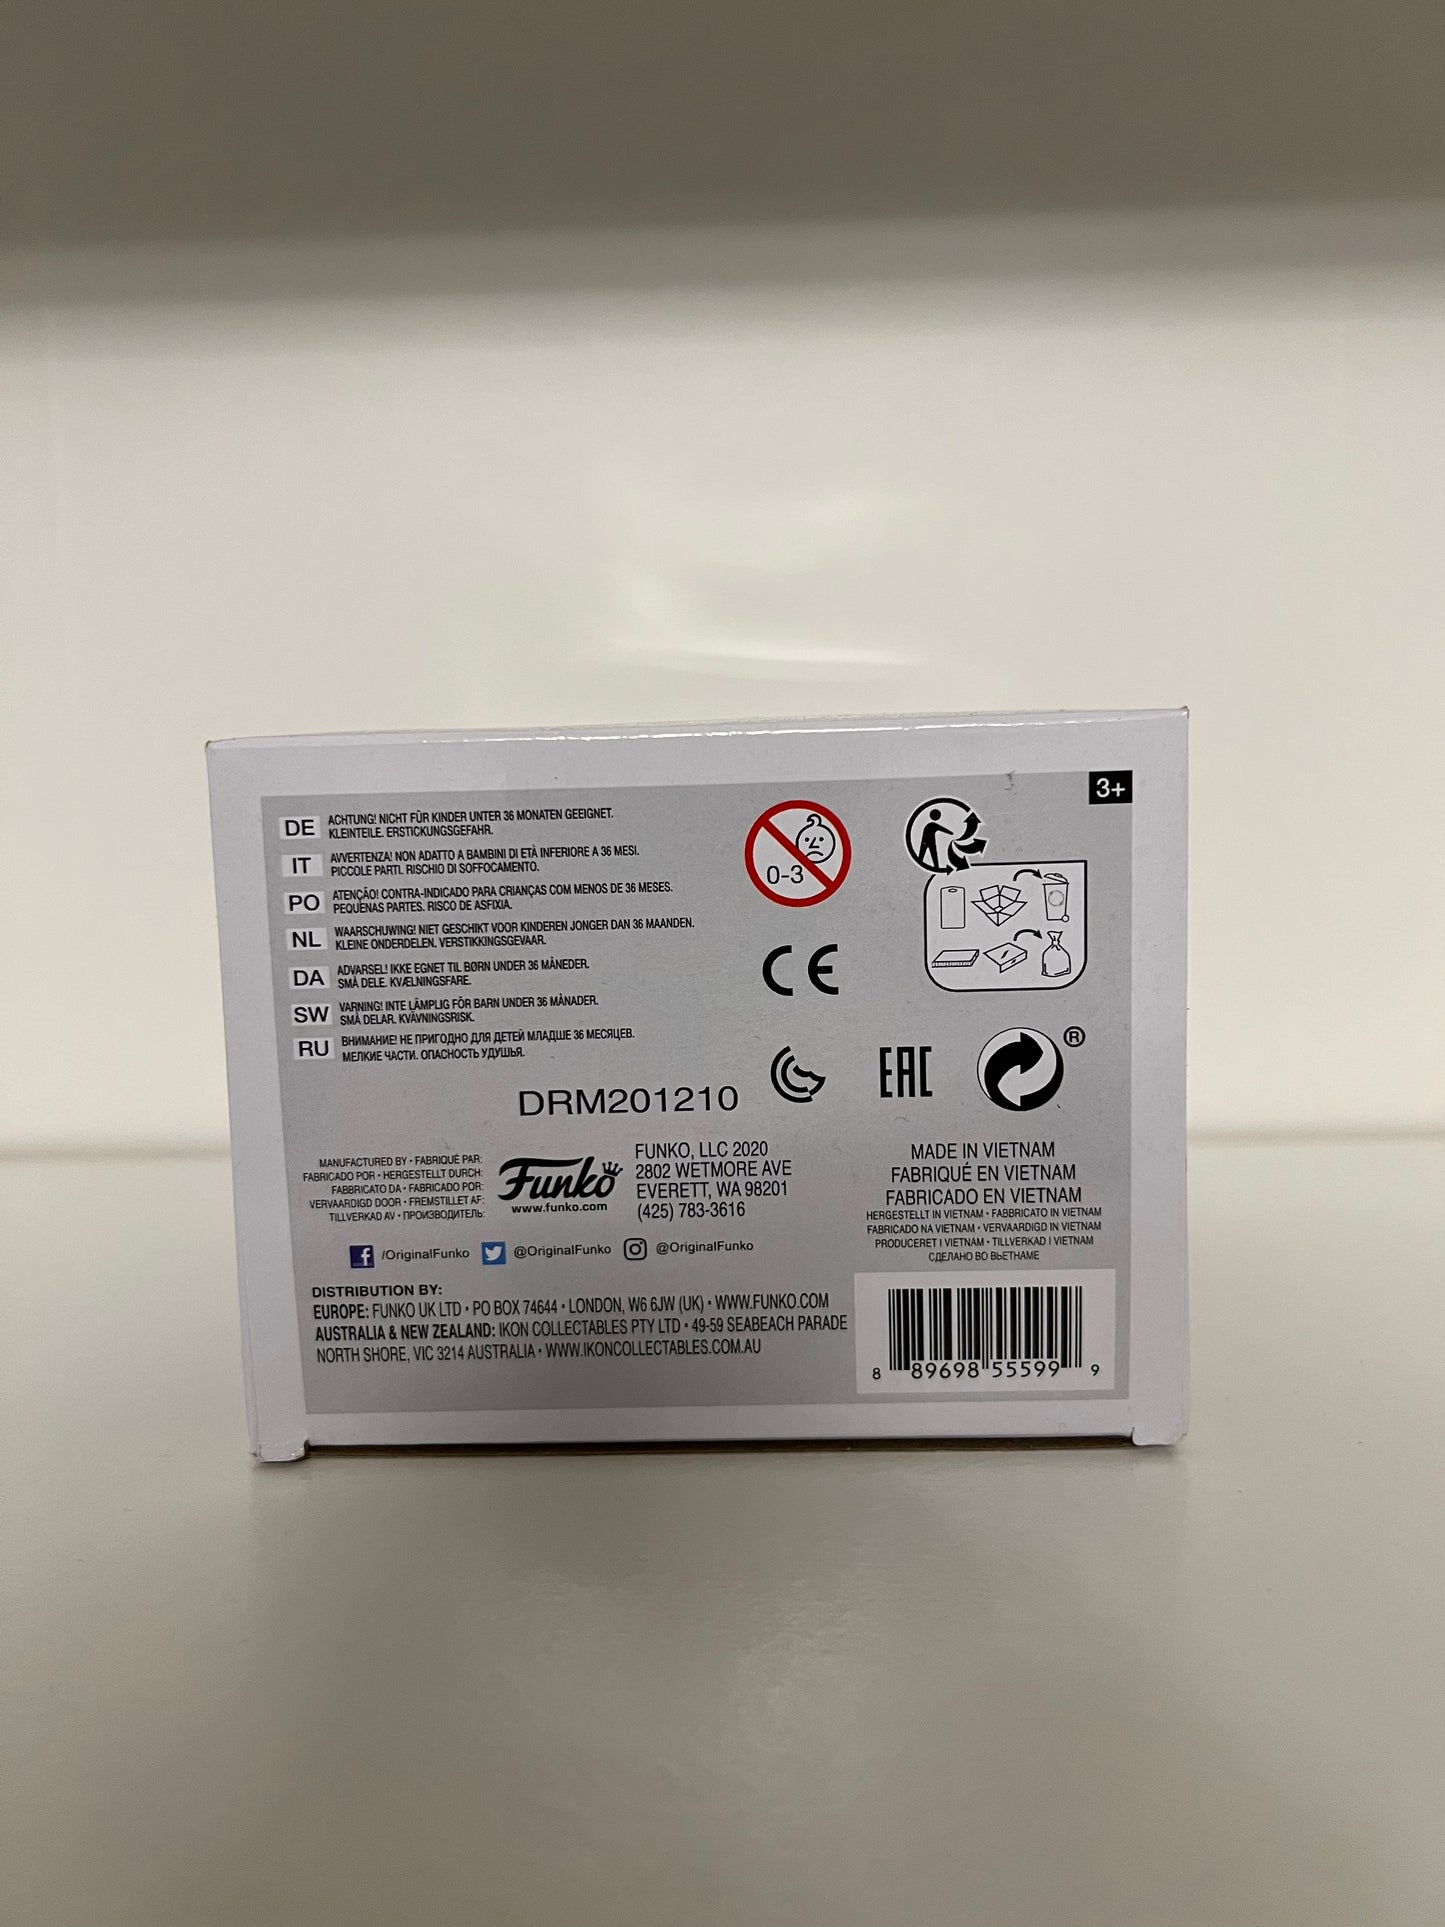 3+
DE ACHTUNG! NICHT FÜR KINDER UNTER 36 MONATEN GEEIGNET.
KLEINTEILE. ERSTICKUNGSGEFAHR.
IT AVVERTENZA! NON ADATTO A BAMBINI DI ETÀ INFERIORE A 36 MESI.
PICCOLE PARTI. RISCHIO DI SOFFOCAMENTO.
PO ATENÇÃO! CONTRA-INDICADO PARA CRIANÇAS COM MENOS DE 36 MESES.
PEQUENAS PARTES. RISCO DE ASFIXIA.
NL WAARSCHUWING! NIET GESCHIKT VOOR KINDEREN JONGER DAN 36 MAANDEN.
KLEINE ONDERDELEN. VERSTIKKINGSGEVAAR.
DA ADVARSEL! IKKE EGNET TIL BØRN UNDER 36 MÅNEDER.
SMÅ DELE. KVÆLNINGSFARE.
SW VARNING! INTE LÄMPLIG FÖR BARN UNDER 36 MÅNADER.
SMÅ DELAR. KVÄVNINGSRISK.
RU ВНИМАНИЕ! НЕ ПРИГОДНО ДЛЯ ДЕТЕЙ МЛАДШЕ 36 МЕСЯЦЕВ.
МЕЛКИЕ ЧАСТИ. ОПАСНОСТЬ УДУШЬЯ.
0-3
CE
EAC
®
DRM201210
MANUFACTURED BY • FABRIQUÉ PAR:
FABRICADO POR • HERGESTELLT DURCH:
FABBRICATO DA • FABRICADO POR:
VERVAARDIGD DOOR • FREMSTILLET AF:
TILLVERKAD AV • ПРОИЗВОДИТЕЛЬ:
Funko
www.funko.com
FUNKO, LLC 2020
2802 WETMORE AVE
EVERETT, WA 98201
(425) 783-3616
MADE IN VIETNAM
FABRIQUÉ EN VIETNAM
FABRICADO EN VIETNAM
HERGESTELLT IN VIETNAM • FABBRICATO IN VIETNAM
FABRICADO NA VIETNAM • VERVAARDIGD IN VIETNAM
PRODUCERET I VIETNAM • TILLVERKAD I VIETNAM
СДЕЛАНО ВО ВЬЕТНАМЕ
f /OriginalFunko @OriginalFunko @OriginalFunko
DISTRIBUTION BY:
EUROPE: FUNKO UK LTD • PO BOX 74644 • LONDON, W6 6JW (UK) • WWW.FUNKO.COM
AUSTRALIA & NEW ZEALAND: IKON COLLECTABLES PTY LTD • 49-59 SEABEACH PARADE
NORTH SHORE, VIC 3214 AUSTRALIA • WWW.IKONCOLLECTABLES.COM.AU
8 89698 55599 9